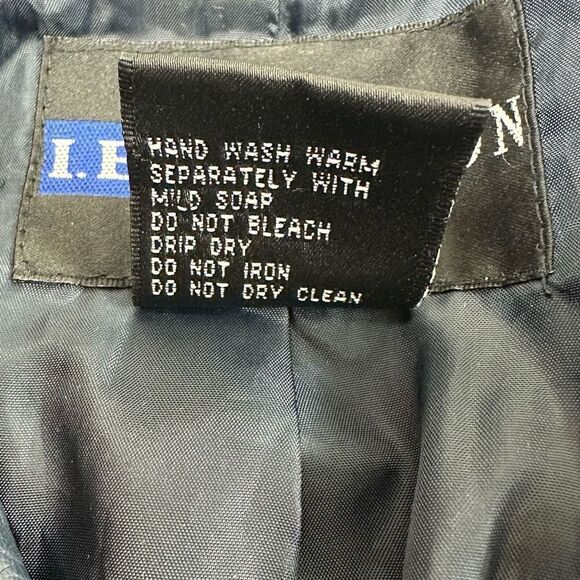 I.E
N
HAND WASH WARM
SEPARATELY WITH
MILD SOAP
DO NOT BLEACH
DRIP DRY
DO NOT IRON
DO NOT DRY CLEAN